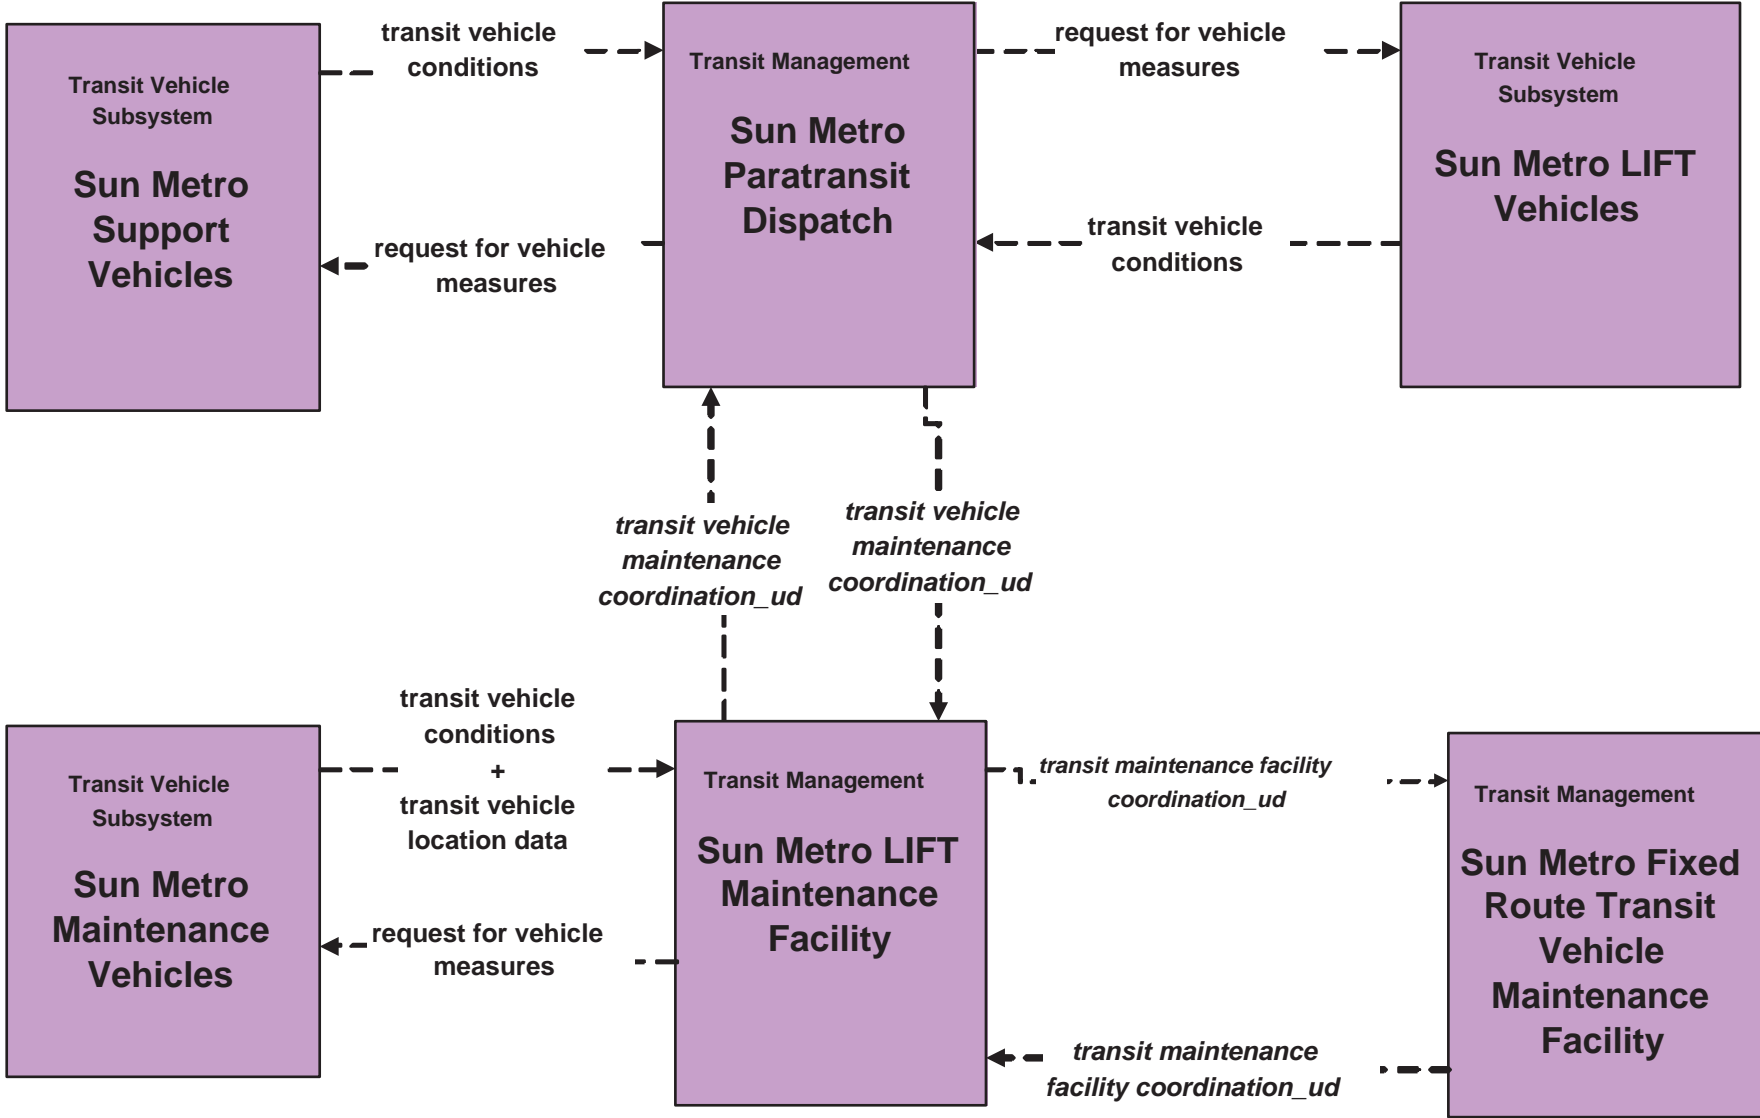 transit vehicle
conditions
request for vehicle
measures
Transit Vehicle
Subsystem
Sun Metro
Support
Vehicles
Transit Management
Sun Metro
Paratransit
Dispatch
Transit Vehicle
Subsystem
Sun Metro LIFT
Vehicles
request for vehicle
measures
transit vehicle
conditions
transit vehicle
maintenance
coordination_ud
transit vehicle
maintenance
coordination_ud
transit vehicle
conditions
+
transit vehicle
location data
Transit Vehicle
Subsystem
Sun Metro
Maintenance
Vehicles
request for vehicle
measures
Transit Management
Sun Metro LIFT
Maintenance
Facility
transit maintenance facility
coordination_ud
Transit Management
Sun Metro Fixed
Route Transit
Vehicle
Maintenance
Facility
transit maintenance
facility coordination_ud